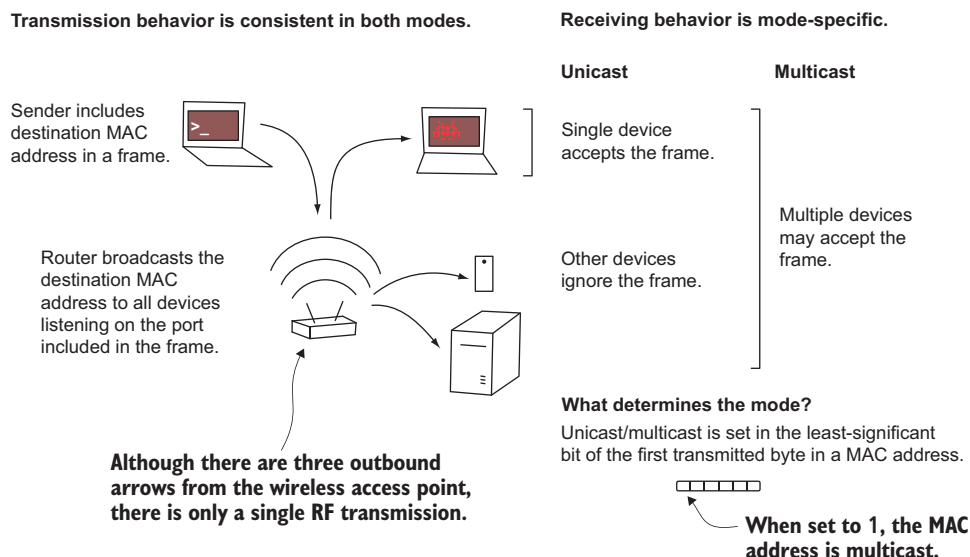 Transmission behavior is consistent in both modes.
Receiving behavior is mode-specific.
Unicast
Multicast
Sender includes
destination MAC
address in a frame.
>_
Single device
accepts the frame.
Multiple devices
may accept the
frame.
Router broadcasts the
destination MAC
address to all devices
listening on the port
included in the frame.
Other devices
ignore the frame.
What determines the mode?
Unicast/multicast is set in the least-significant
bit of the first transmitted byte in a MAC address.
Although there are three outbound
arrows from the wireless access point,
there is only a single RF transmission.
When set to 1, the MAC
address is multicast.